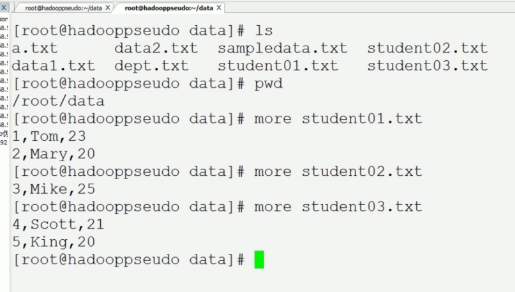 root@hadooppseudo:~/data X root@hadooppseudo:~/data X
[root@hadooppseudo data]# ls
a.txt data2.txt sampledata.txt student02.txt
data1.txt dept.txt student01.txt student03.txt
[root@hadooppseudo data]# pwd
/root/data
[root@hadooppseudo data]# more student01.txt
1,Tom,23
2,Mary,20
[root@hadooppseudo data]# more student02.txt
3,Mike,25
[root@hadooppseudo data]# more student03.txt
4,Scott,21
5,King,20
[root@hadooppseudo data]#